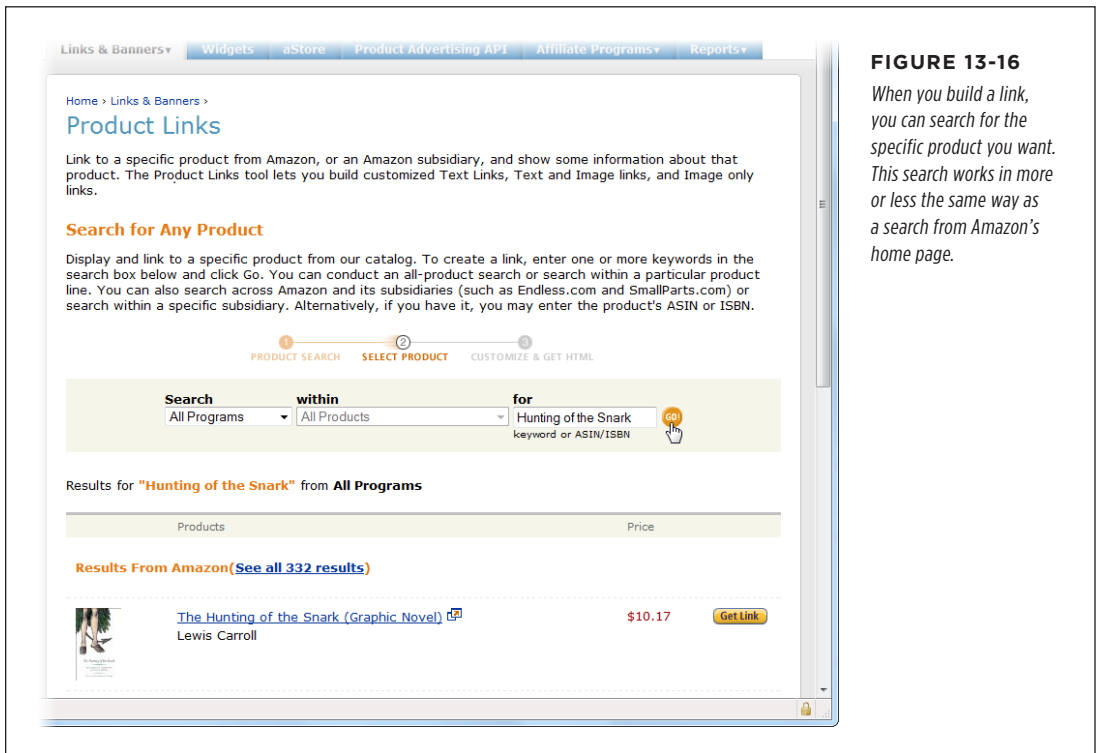 Links & Banners▾ Widgets aStore Product Advertising API Affiliate Programs▾ Reports▾
Home › Links & Banners ›
Product Links
Link to a specific product from Amazon, or an Amazon subsidiary, and show some information about that
product. The Product Links tool lets you build customized Text Links, Text and Image links, and Image only
links.
Search for Any Product
Display and link to a specific product from our catalog. To create a link, enter one or more keywords in the
search box below and click Go. You can conduct an all-product search or search within a particular product
line. You can also search across Amazon and its subsidiaries (such as Endless.com and SmallParts.com) or
search within a specific subsidiary. Alternatively, if you have it, you may enter the product's ASIN or ISBN.
1 2 3
PRODUCT SEARCH SELECT PRODUCT CUSTOMIZE & GET HTML
Search within for
All Programs All Products Hunting of the Snark GO!
keyword or ASIN/ISBN
Results for "Hunting of the Snark" from All Programs
Products Price
Results From Amazon(See all 332 results)
The Hunting of the Snark (Graphic Novel) $10.17 Get Link
Lewis Carroll
FIGURE 13-16
When you build a link,
you can search for the
specific product you want.
This search works in more
or less the same way as
a search from Amazon's
home page.